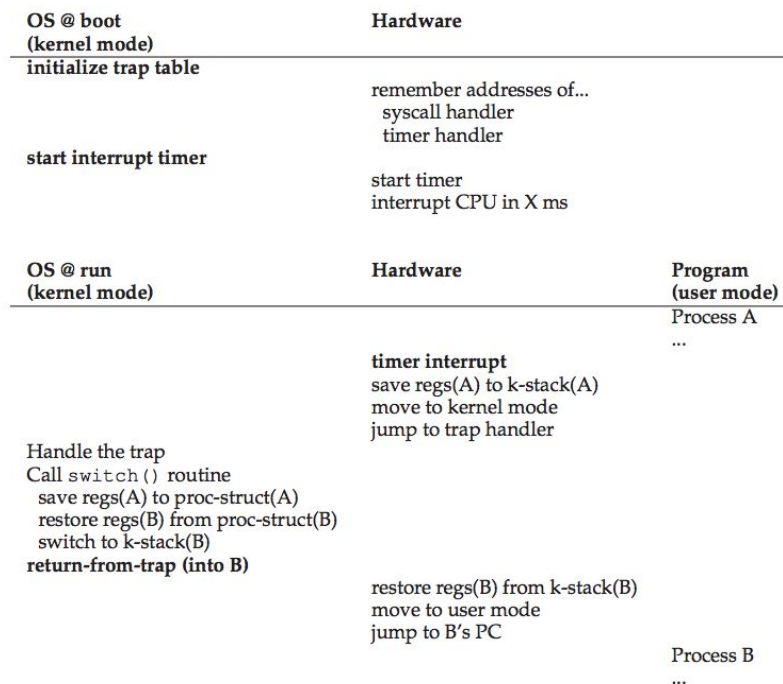 OS @ boot Hardware
(kernel mode)
initialize trap table
remember addresses of...
syscall handler
timer handler
start interrupt timer
start timer
interrupt CPU in X ms
OS @ run Hardware Program
(kernel mode) (user mode)
Process A
...
timer interrupt
save regs(A) to k-stack(A)
move to kernel mode
jump to trap handler
Handle the trap
Call switch() routine
save regs(A) to proc-struct(A)
restore regs(B) from proc-struct(B)
switch to k-stack(B)
return-from-trap (into B)
restore regs(B) from k-stack(B)
move to user mode
jump to B's PC
Process B
...